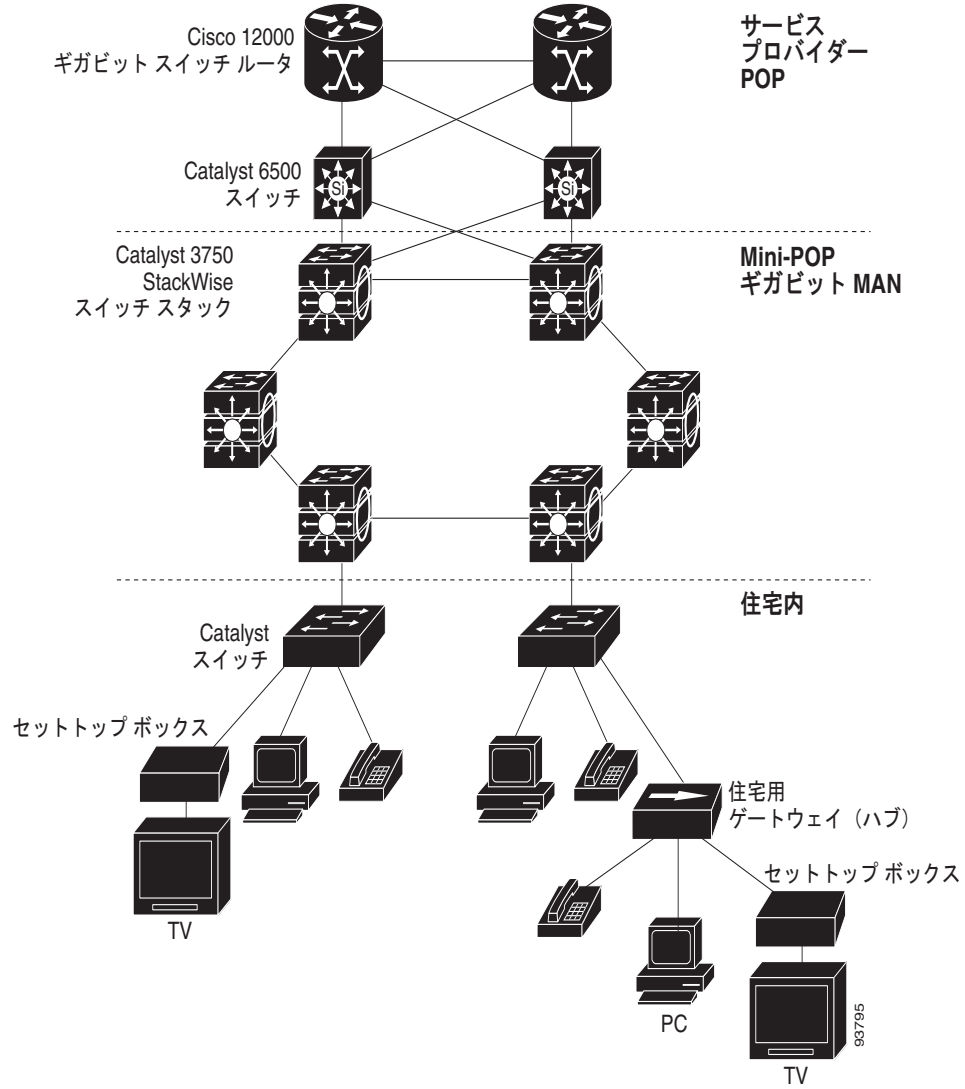 Cisco 12000
ギガビット スイッチ ルータ
サービス
プロバイダー
POP
Catalyst 6500
スイッチ
Si
Si
Catalyst 3750
StackWise
スイッチ スタック
Mini-POP
ギガビット MAN
住宅内
Catalyst
スイッチ
セットトップ ボックス
TV
住宅用
ゲートウェイ（ハブ）
セットトップ ボックス
PC
TV
93795